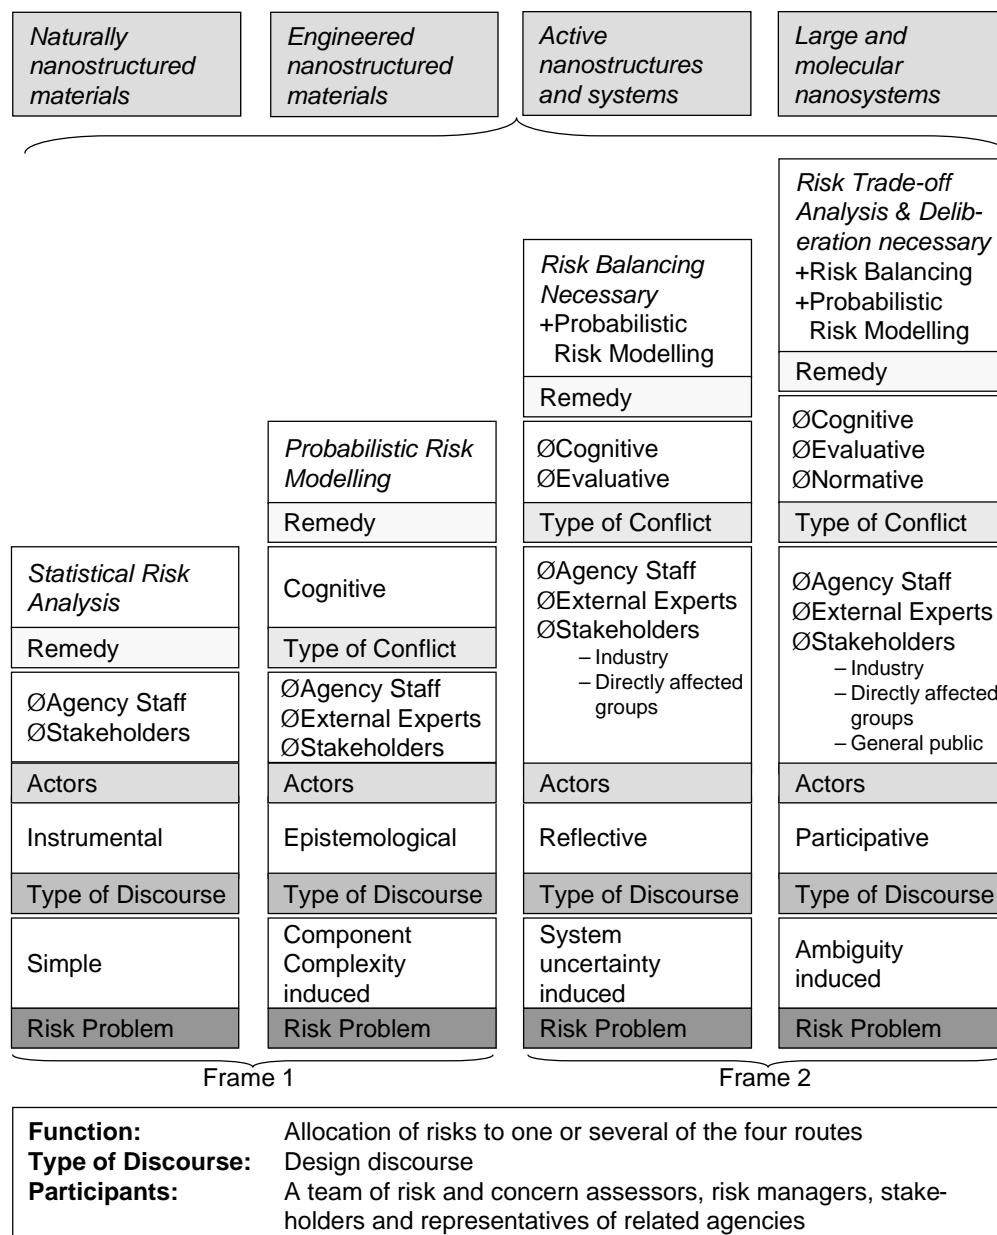 Naturally
nanostructured
materials
Engineered
nanostructured
materials
Active
nanostructures
and systems
Large and
molecular
nanosystems
Statistical Risk
Analysis
Remedy
ØAgency Staff
ØStakeholders
Actors
Instrumental
Type of Discourse
Simple
Risk Problem
Probabilistic Risk
Modelling
Remedy
Cognitive
Type of Conflict
ØAgency Staff
ØExternal Experts
ØStakeholders
Actors
Epistemological
Type of Discourse
Component
Complexity
induced
Risk Problem
Risk Balancing
Necessary
+Probabilistic
Risk Modelling
Remedy
ØCognitive
ØEvaluative
Type of Conflict
ØAgency Staff
ØExternal Experts
ØStakeholders
– Industry
– Directly affected
groups
Actors
Reflective
Type of Discourse
System
uncertainty
induced
Risk Problem
Risk Trade-off
Analysis & Delib-
eration necessary
+Risk Balancing
+Probabilistic
Risk Modelling
Remedy
ØCognitive
ØEvaluative
ØNormative
Type of Conflict
ØAgency Staff
ØExternal Experts
ØStakeholders
– Industry
– Directly affected
groups
– General public
Actors
Participative
Type of Discourse
Ambiguity
induced
Risk Problem
Frame 1
Frame 2
Function: Allocation of risks to one or several of the four routes
Type of Discourse: Design discourse
Participants: A team of risk and concern assessors, risk managers, stake-
holders and representatives of related agencies